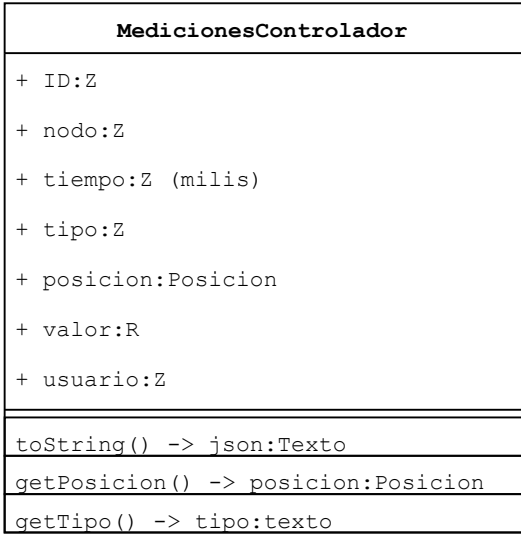 MedicionesControlador
+ ID:Z
+ nodo:Z
+ tiempo:Z (milis)
+ tipo:Z
+ posicion:Posicion
+ valor:R
+ usuario:Z
toString() -> json:Texto
getPosicion() -> posicion:Posicion
getTipo() -> tipo:texto